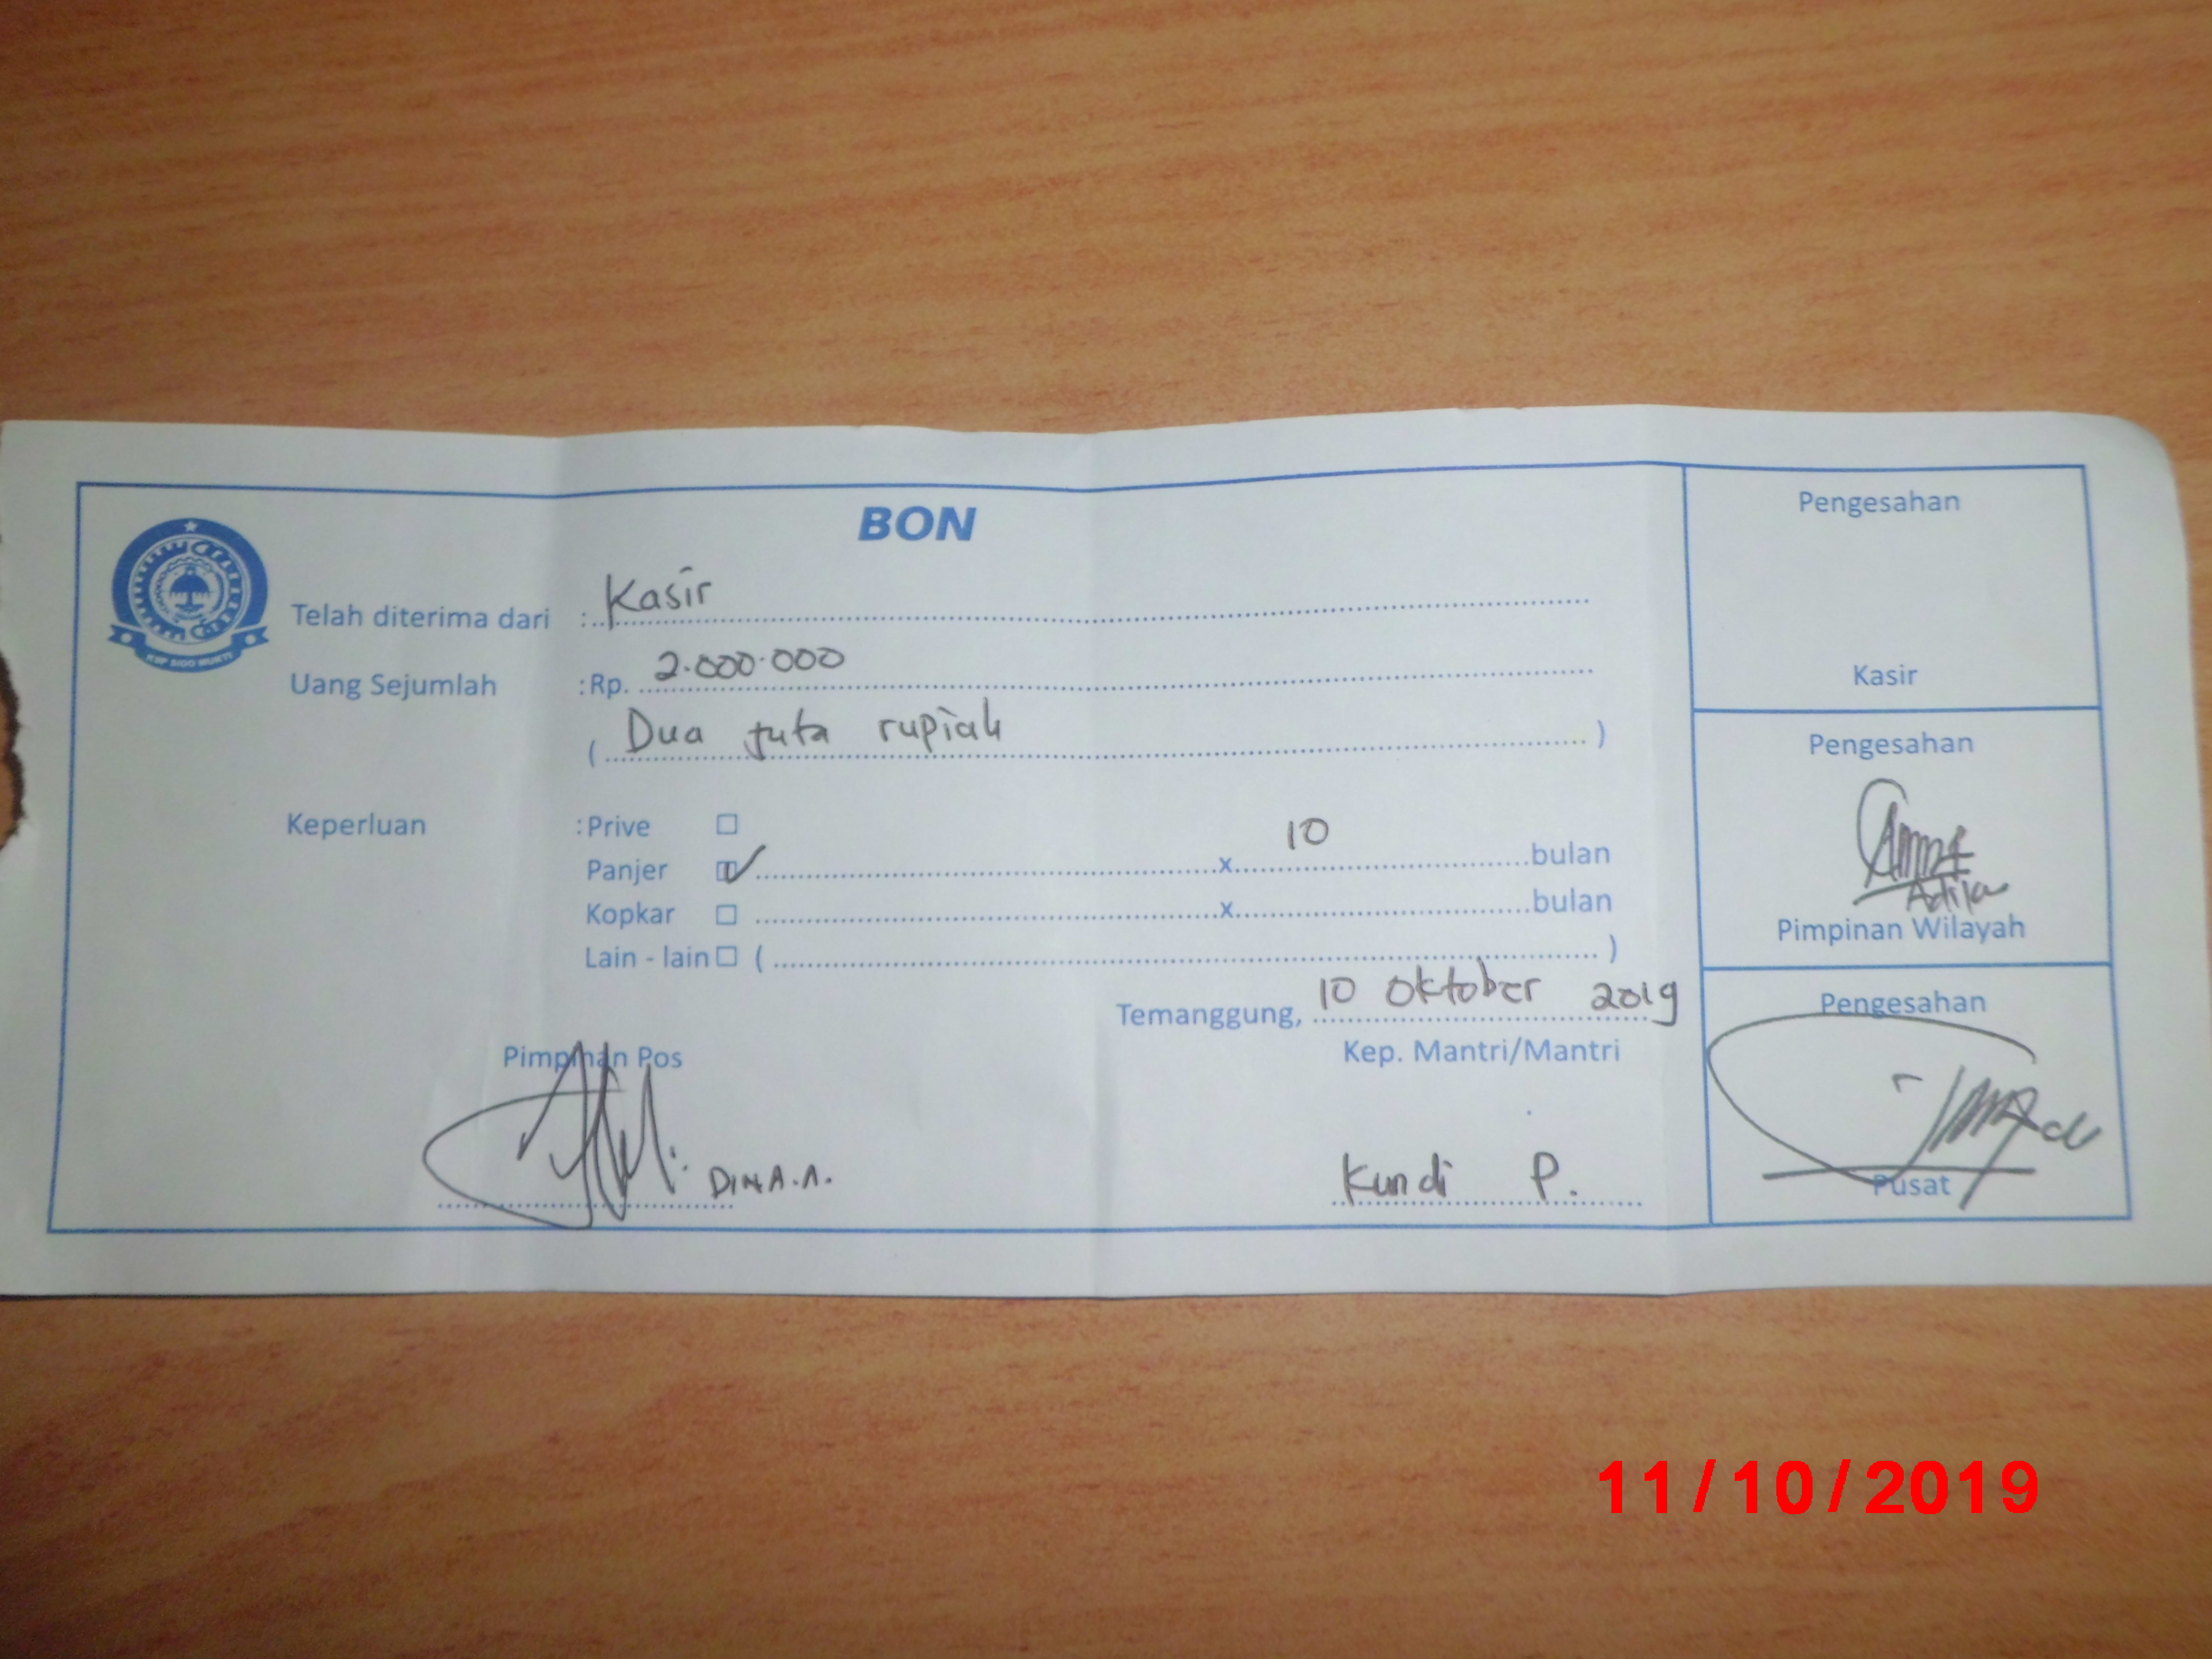 BON
Telah diterima dari : Kasir
Uang Sejumlah : Rp. 2.000.000
( Dua juta rupiah )
Keperluan : Prive
Panjer x 10 bulan
Kopkar x bulan
Lain - lain ( )
Temanggung, 10 Oktober 2019
Pimpinan Pos
Kep. Mantri/Mantri
DINA.A.
Kundi P.
Pengesahan
Kasir
Pengesahan
Adila
Pimpinan Wilayah
Pengesahan
Pusat
KSP SIGO MUKTI
11/10/2019